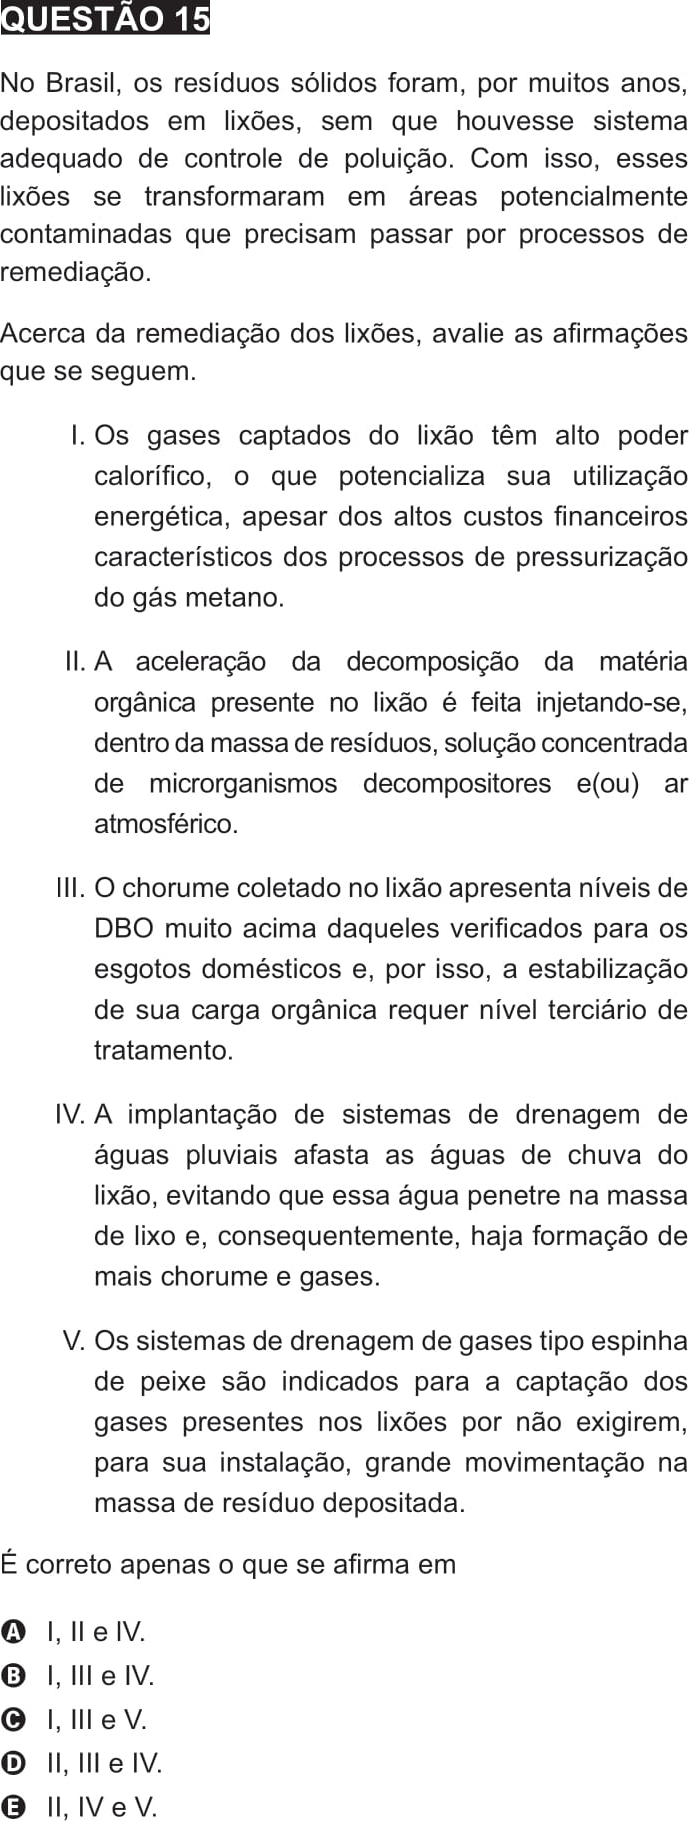 QUESTÃO 15
No Brasil, os resíduos sólidos foram, por muitos anos,
depositados em lixões, sem que houvesse sistema
adequado de controle de poluição. Com isso, esses
lixões se transformaram em áreas potencialmente
contaminadas que precisam passar por processos de
remediação.
Acerca da remediação dos lixões, avalie as afirmações
que se seguem.
I. Os gases captados do lixão têm alto poder
calorífico, o que potencializa sua utilização
energética, apesar dos altos custos financeiros
característicos dos processos de pressurização
do gás metano.
II. A aceleração da decomposição da matéria
orgânica presente no lixão é feita injetando-se,
dentro da massa de resíduos, solução concentrada
de microrganismos decompositores e(ou) ar
atmosférico.
III. O chorume coletado no lixão apresenta níveis de
DBO muito acima daqueles verificados para os
esgotos domésticos e, por isso, a estabilização
de sua carga orgânica requer nível terciário de
tratamento.
IV. A implantação de sistemas de drenagem de
águas pluviais afasta as águas de chuva do
lixão, evitando que essa água penetre na massa
de lixo e, consequentemente, haja formação de
mais chorume e gases.
V. Os sistemas de drenagem de gases tipo espinha
de peixe são indicados para a captação dos
gases presentes nos lixões por não exigirem,
para sua instalação, grande movimentação na
massa de resíduo depositada.
É correto apenas o que se afirma em
A I, II e IV.
B I, III e IV.
C I, III e V.
D II, III e IV.
E II, IV e V.